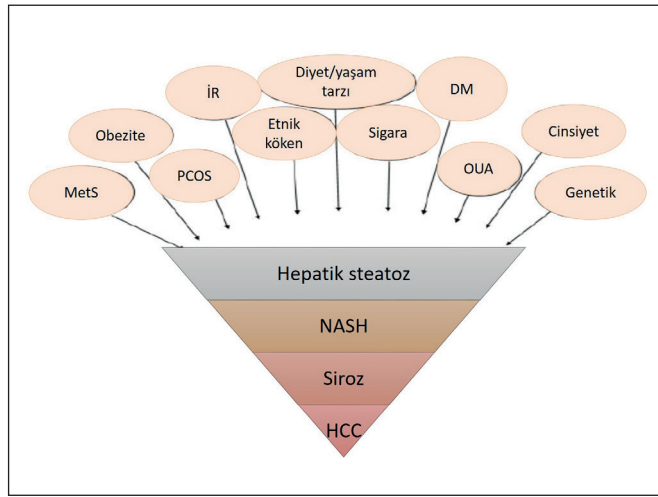 Diyet/yaşam
tarzı
İR
DM
Etnik
köken
Sigara
Obezite
Cinsiyet
PCOS
OUA
MetS
Genetik
Hepatik steatoz
NASH
Siroz
HCC